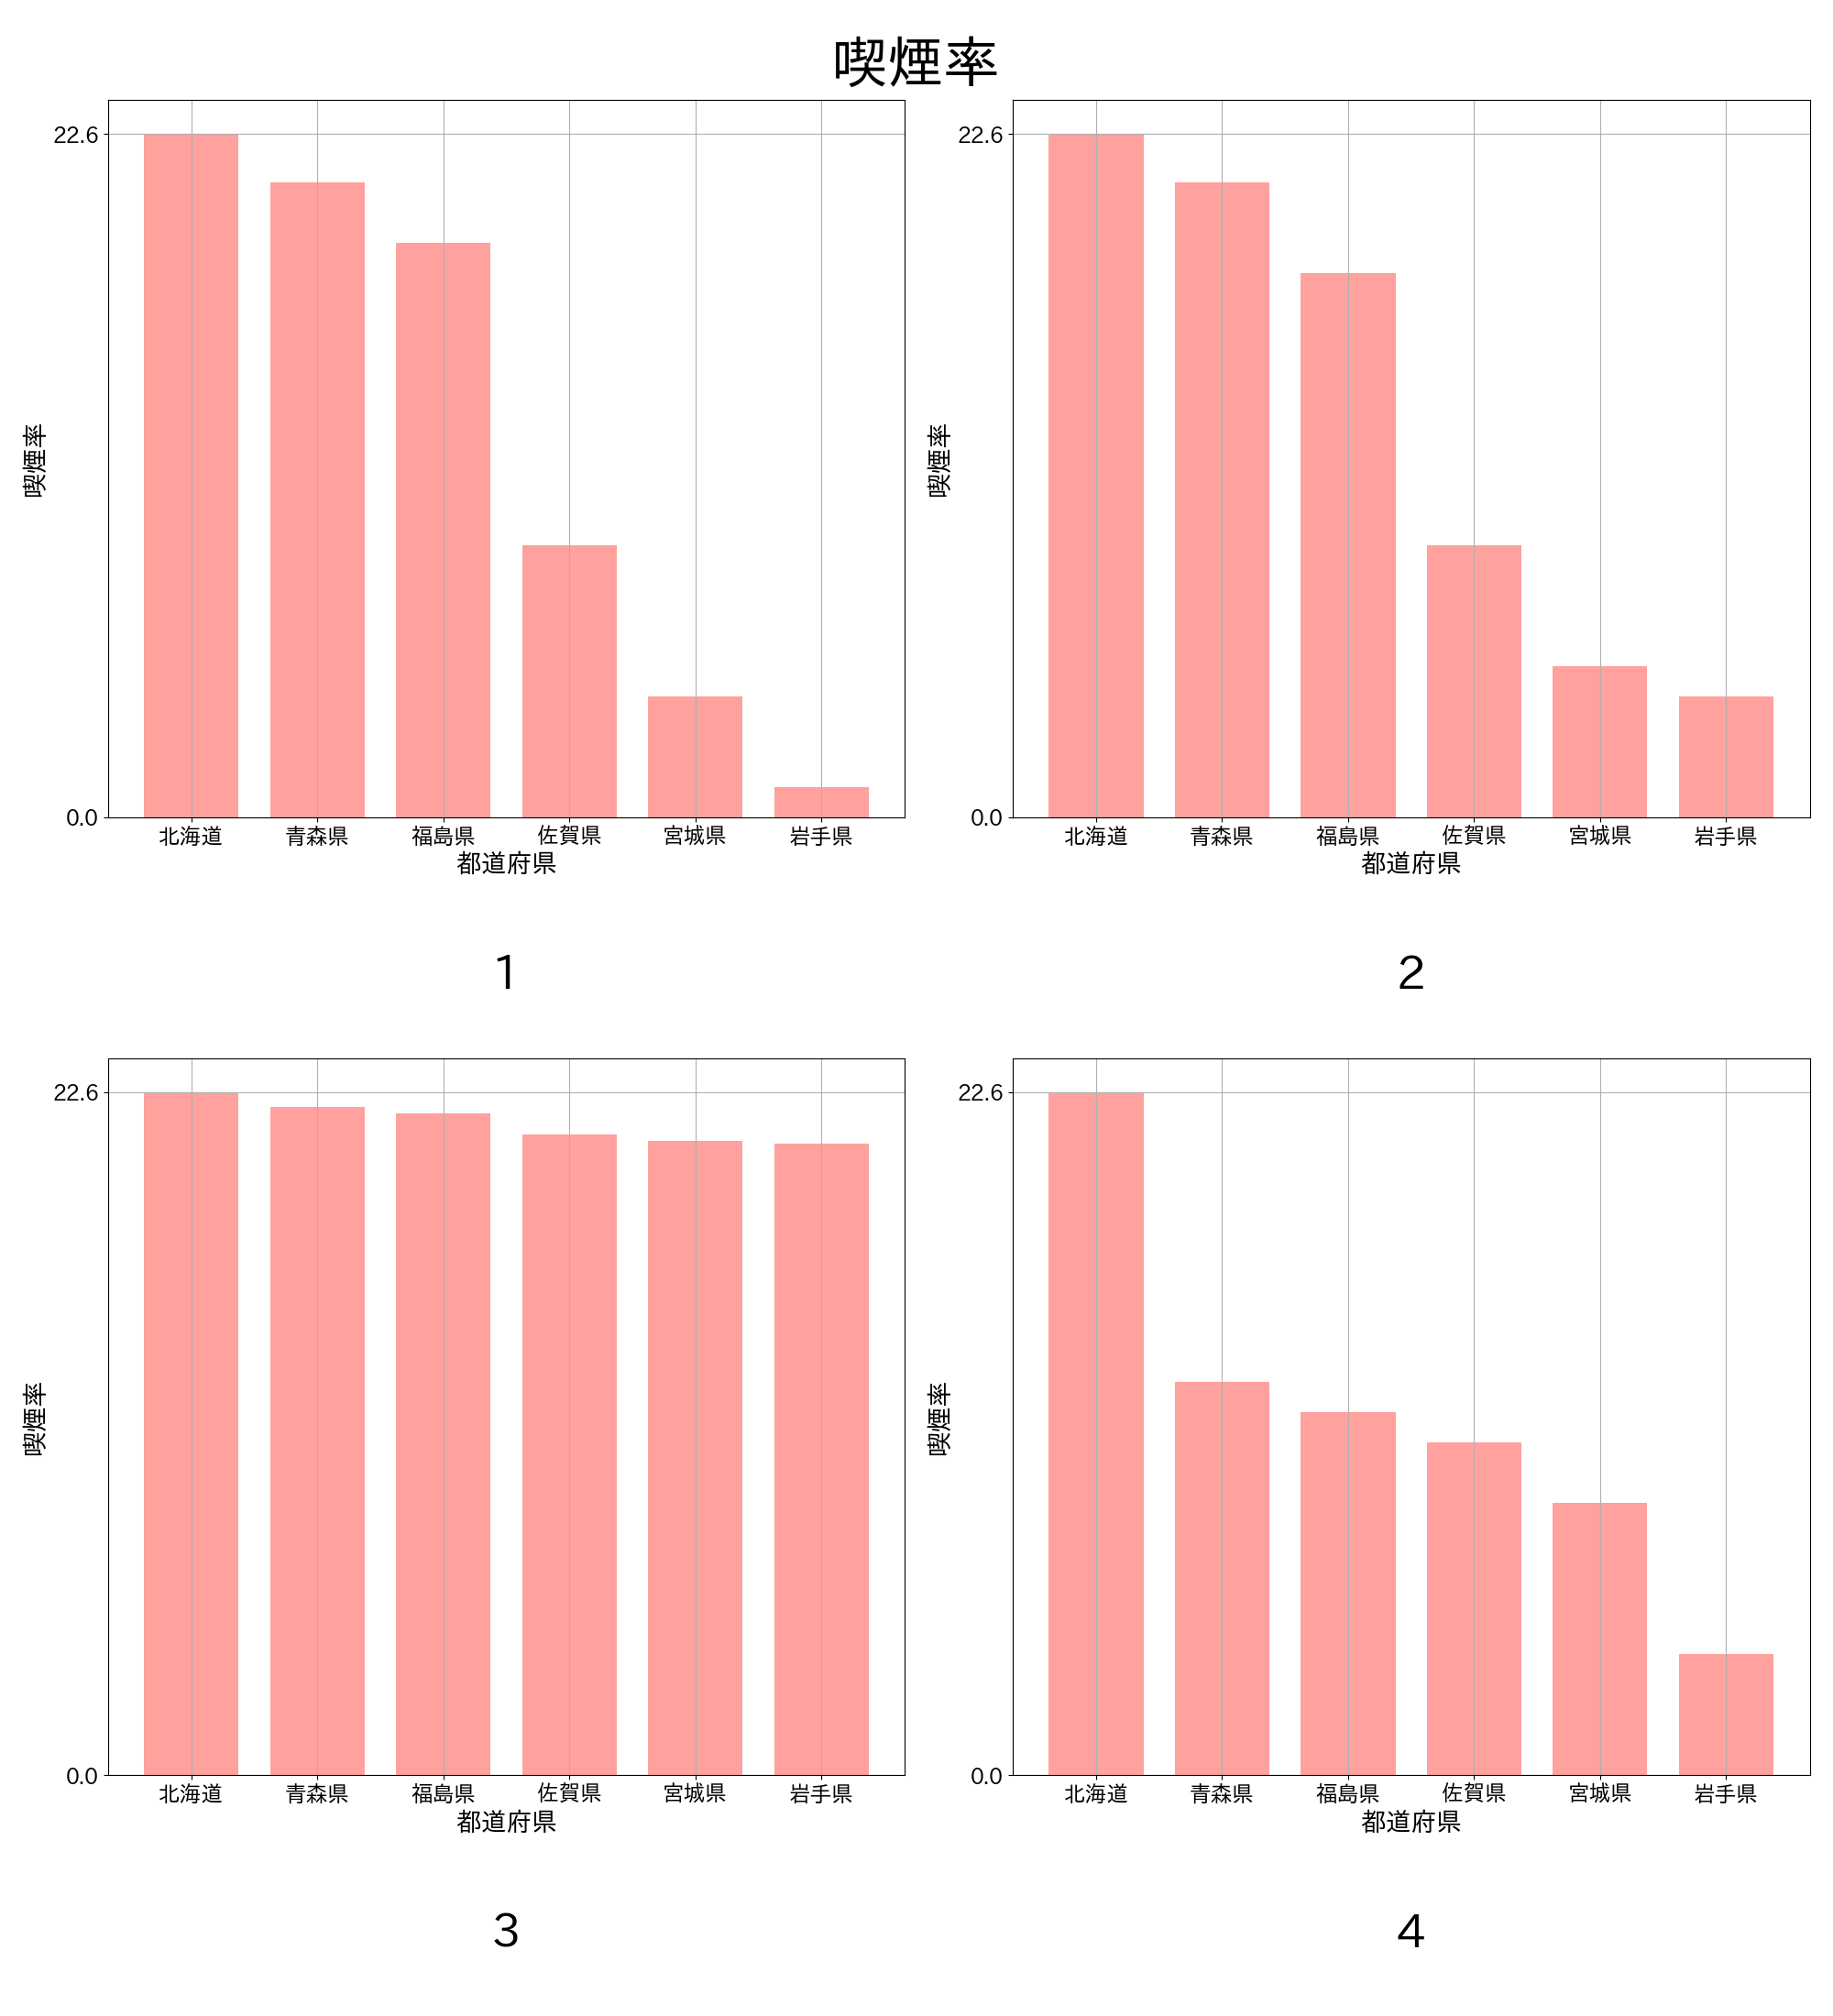 喫煙率
22.6
喫煙率
0.0
北海道 青森県 福島県 佐賀県 宮城県 岩手県
都道府県
1
22.6
喫煙率
0.0
北海道 青森県 福島県 佐賀県 宮城県 岩手県
都道府県
2
22.6
喫煙率
0.0
北海道 青森県 福島県 佐賀県 宮城県 岩手県
都道府県
3
22.6
喫煙率
0.0
北海道 青森県 福島県 佐賀県 宮城県 岩手県
都道府県
4